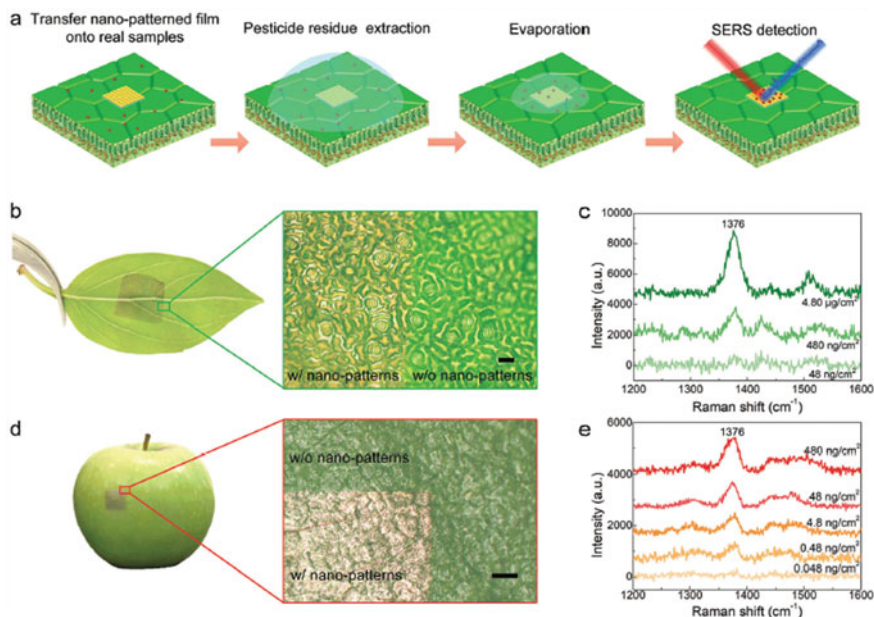 a
Transfer nano-patterned film
onto real samples
Pesticide residue extraction
Evaporation
SERS detection
b
w/ nano-patterns
w/o nano-patterns
c
10000
8000
6000
4000
2000
0
Intensity (a.u.)
1376
4.80 μg/cm²
480 ng/cm²
48 ng/cm²
1200
1300
1400
1500
1600
Raman shift (cm⁻¹)
d
w/o nano-patterns
w/ nano-patterns
e
6000
4000
2000
0
Intensity (a.u.)
1376
480 ng/cm²
48 ng/cm²
4.8 ng/cm²
0.48 ng/cm²
0.048 ng/cm²
1200
1300
1400
1500
1600
Raman shift (cm⁻¹)